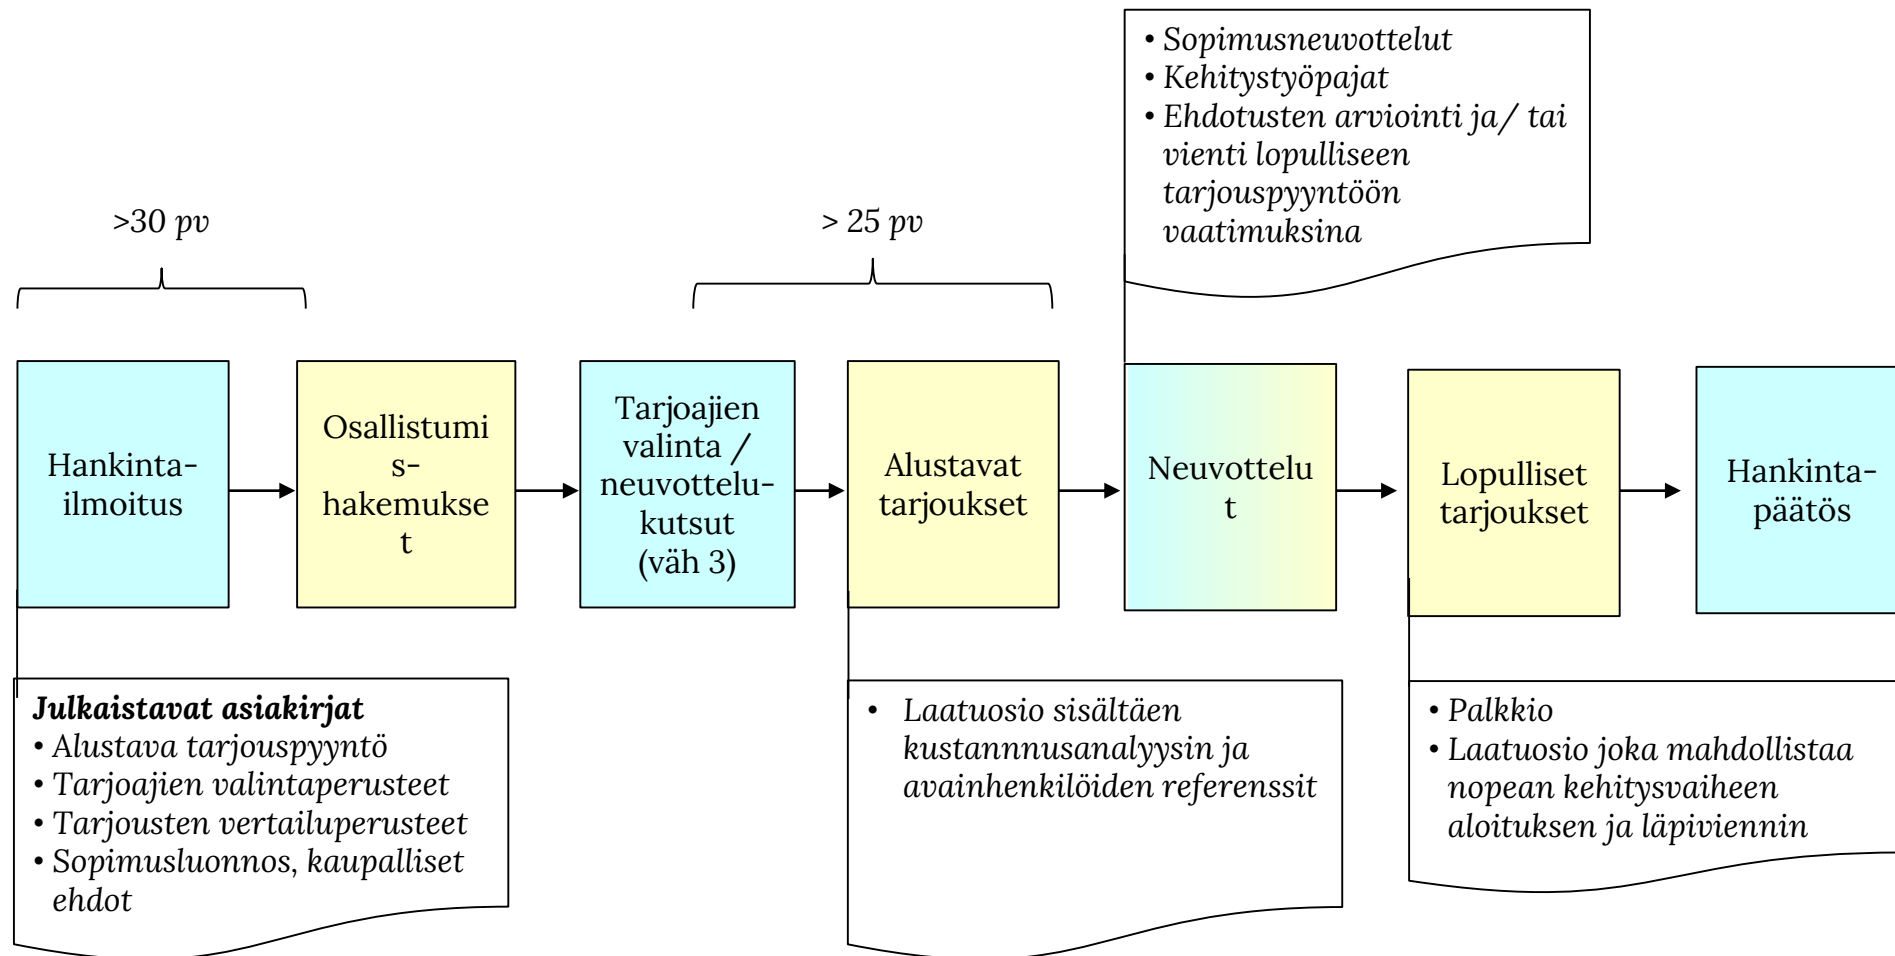 • Sopimusneuvottelut
• Kehitystyöpajat
• Ehdotusten arviointi ja/ tai
vienti lopulliseen
tarjouspyyntöön
vaatimuksina
>30 pv
> 25 pv
Hankinta-
ilmoitus
Osallistumi
s-
hakemukse
t
Tarjoajien
valinta /
neuvottelu-
kutsut
(väh 3)
Alustavat
tarjoukset
Neuvottelu
t
Lopulliset
tarjoukset
Hankinta-
päätös
Julkaistavat asiakirjat
• Alustava tarjouspyyntö
• Tarjoajien valintaperusteet
• Tarjousten vertailuperusteet
• Sopimusluonnos, kaupalliset
ehdot
• Laatuosio sisältäen
kustannnusanalyysin ja
avainhenkilöiden referenssit
• Palkkio
• Laatuosio joka mahdollistaa
nopean kehitysvaiheen
aloituksen ja läpiviennin